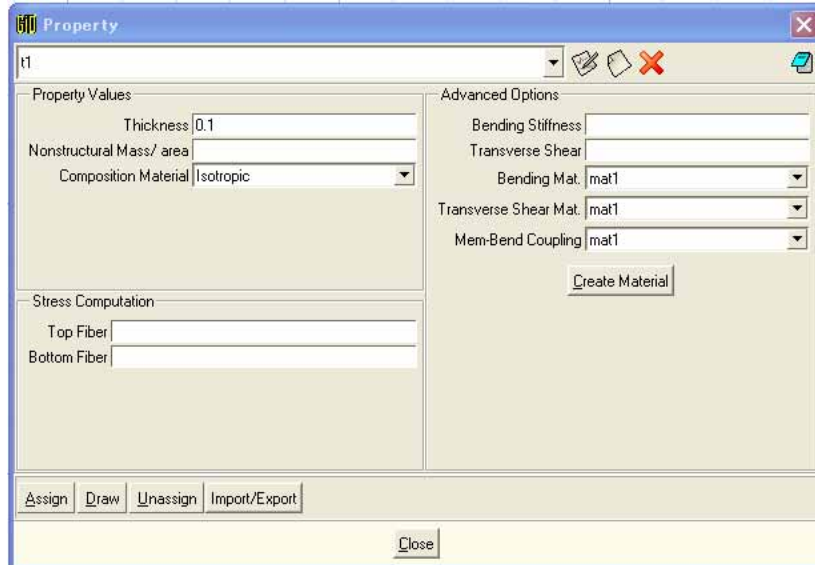 Property
t1
Property Values
Thickness 0.1
Nonstructural Mass/ area
Composition Material Isotropic
Advanced Options
Bending Stiffness
Transverse Shear
Bending Mat. mat1
Transverse Shear Mat. mat1
Mem-Bend Coupling mat1
Create Material
Stress Computation
Top Fiber
Bottom Fiber
Assign Draw Unassign Import/Export
Close